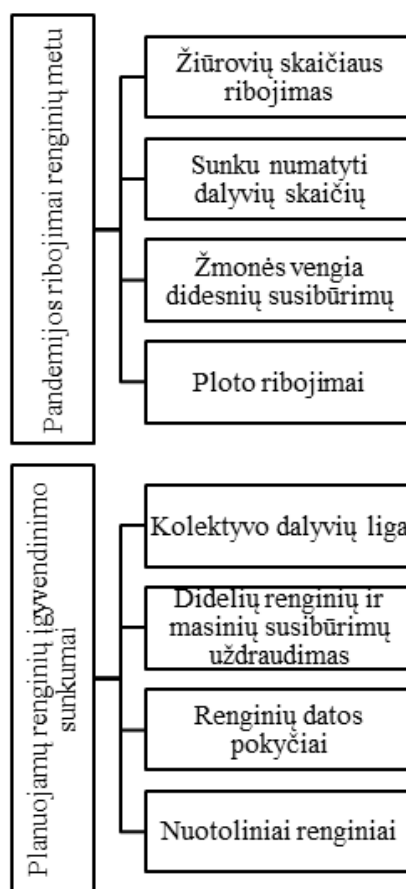 Pandemijos ribojimai renginių metu
Žiūrovių skaičiaus
ribojimas
Sunku numatyti
dalyvių skaičių
Žmonės vengia
didesnių susibūrimų
Ploto ribojimai
Planuojamų renginių įgyvendinimo
sunkumai
Kolektyvo dalyvių liga
Didelių renginių ir
masinių susibūrimų
uždraudimas
Renginių datos
pokyčiai
Nuotoliniai renginiai